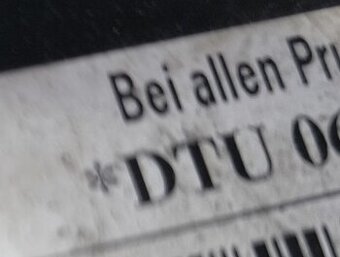 Bei allen Pr
*DTU 0